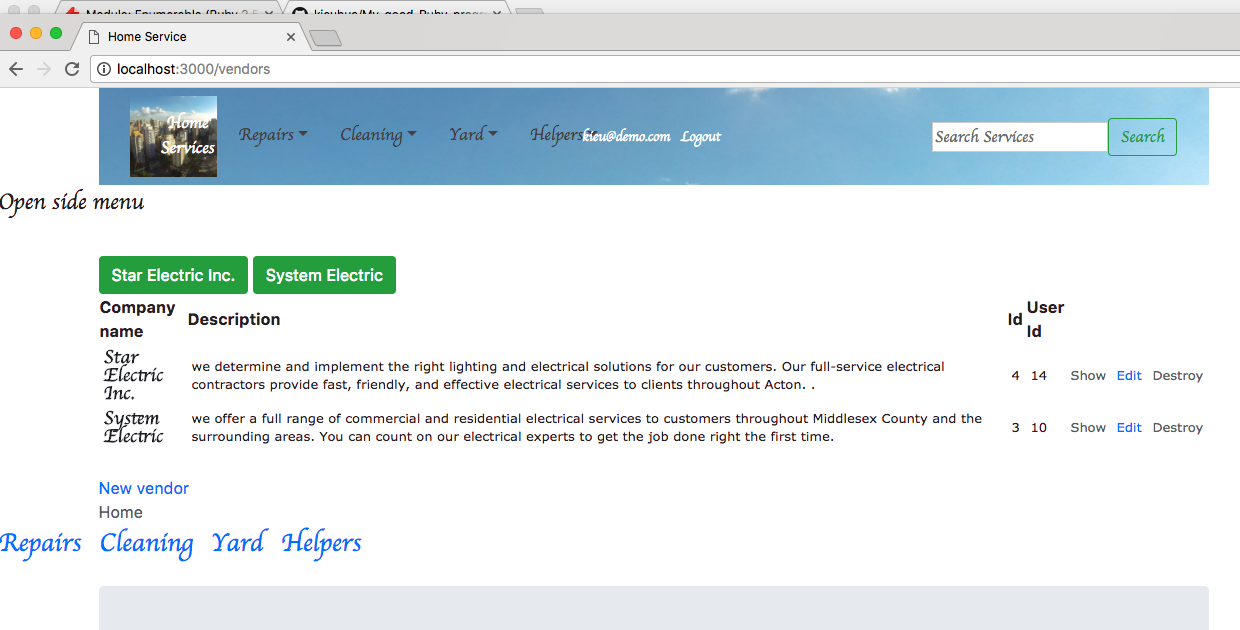 Module: Enumerable (Ruby 2.5
Home Service
localhost:3000/vendors
Home Services
Repairs Cleaning Yard Helpers kieu@demo.com Logout
Search Services Search
Open side menu
Star Electric Inc. System Electric
Company name Description Id User Id
Star Electric Inc.
we determine and implement the right lighting and electrical solutions for our customers. Our full-service electrical
contractors provide fast, friendly, and effective electrical services to clients throughout Acton. .
4 14 Show Edit Destroy
System Electric
we offer a full range of commercial and residential electrical services to customers throughout Middlesex County and the
surrounding areas. You can count on our electrical experts to get the job done right the first time.
3 10 Show Edit Destroy
New vendor
Home
Repairs Cleaning Yard Helpers